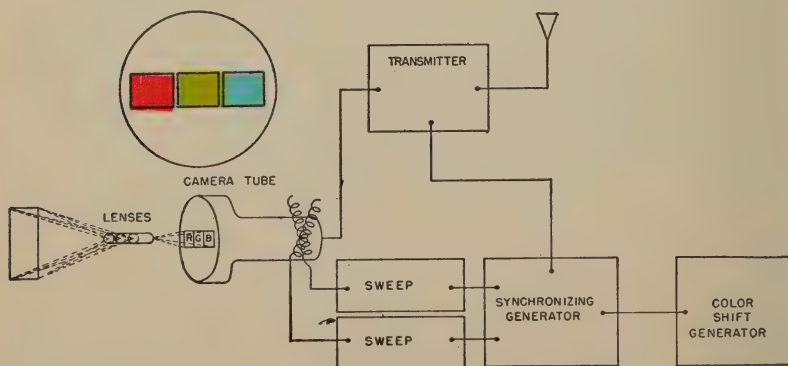 TRANSMITTER
CAMERA TUBE
LENSES
R G B
SWEEP
SWEEP
SYNCHRONIZING
GENERATOR
COLOR
SHIFT
GENERATOR